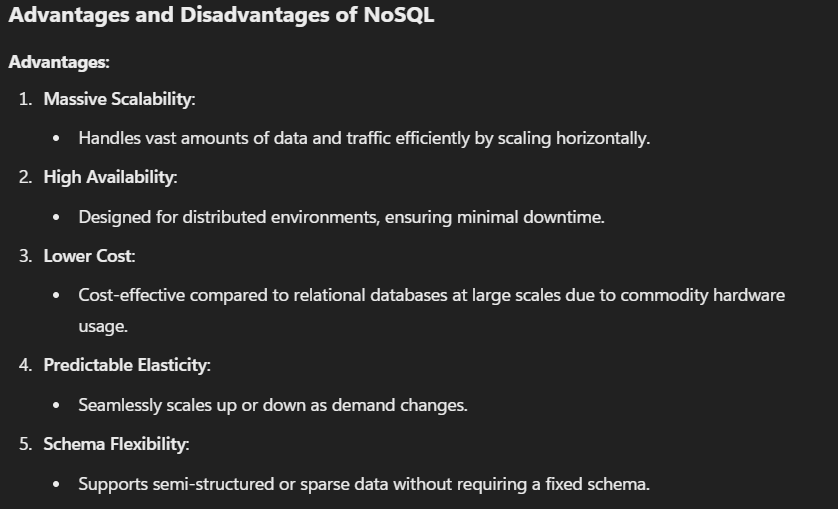 Advantages and Disadvantages of NoSQL
Advantages:
1. Massive Scalability:
• Handles vast amounts of data and traffic efficiently by scaling horizontally.
2. High Availability:
• Designed for distributed environments, ensuring minimal downtime.
3. Lower Cost:
• Cost-effective compared to relational databases at large scales due to commodity hardware
usage.
4. Predictable Elasticity:
• Seamlessly scales up or down as demand changes.
5. Schema Flexibility:
• Supports semi-structured or sparse data without requiring a fixed schema.